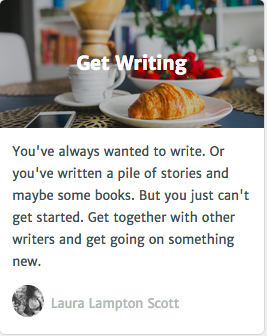 Get Writing
You've always wanted to write. Or
you've written a pile of stories and
maybe some books. But you just can't
get started. Get together with other
writers and get going on something
new.
Laura Lampton Scott